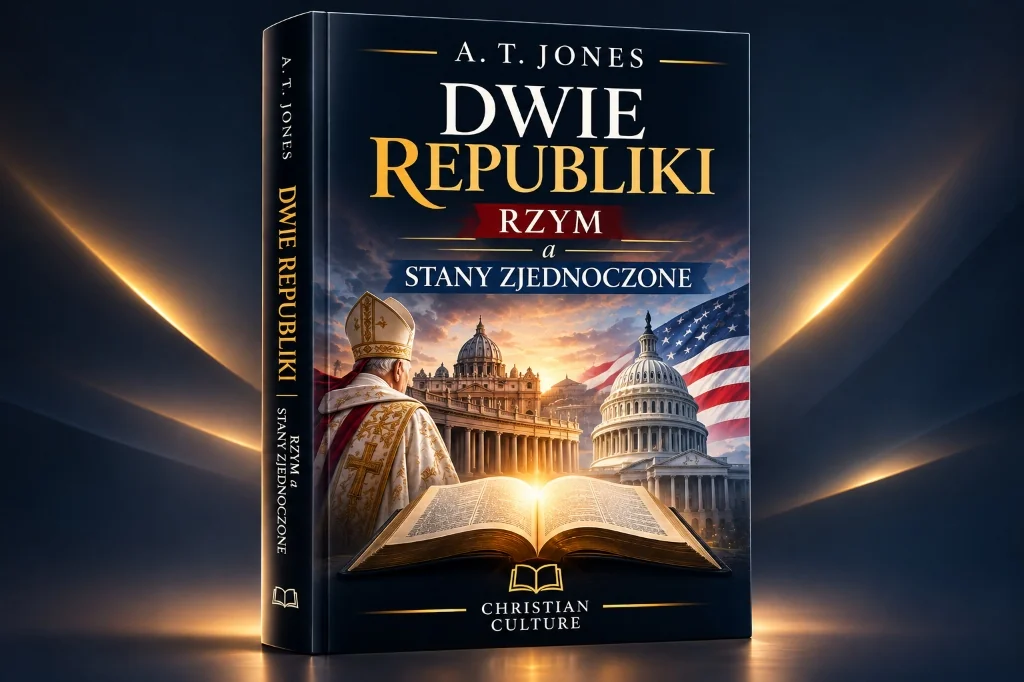 A. T. JONES
DWIE REPUBLIKI
RZYM a
STANY ZJEDNOCZONE
A. T. JONES
DWIE
REPUBLIKI
RZYM
a
STANY ZJEDNOCZONE
CHRISTIAN
CULTURE